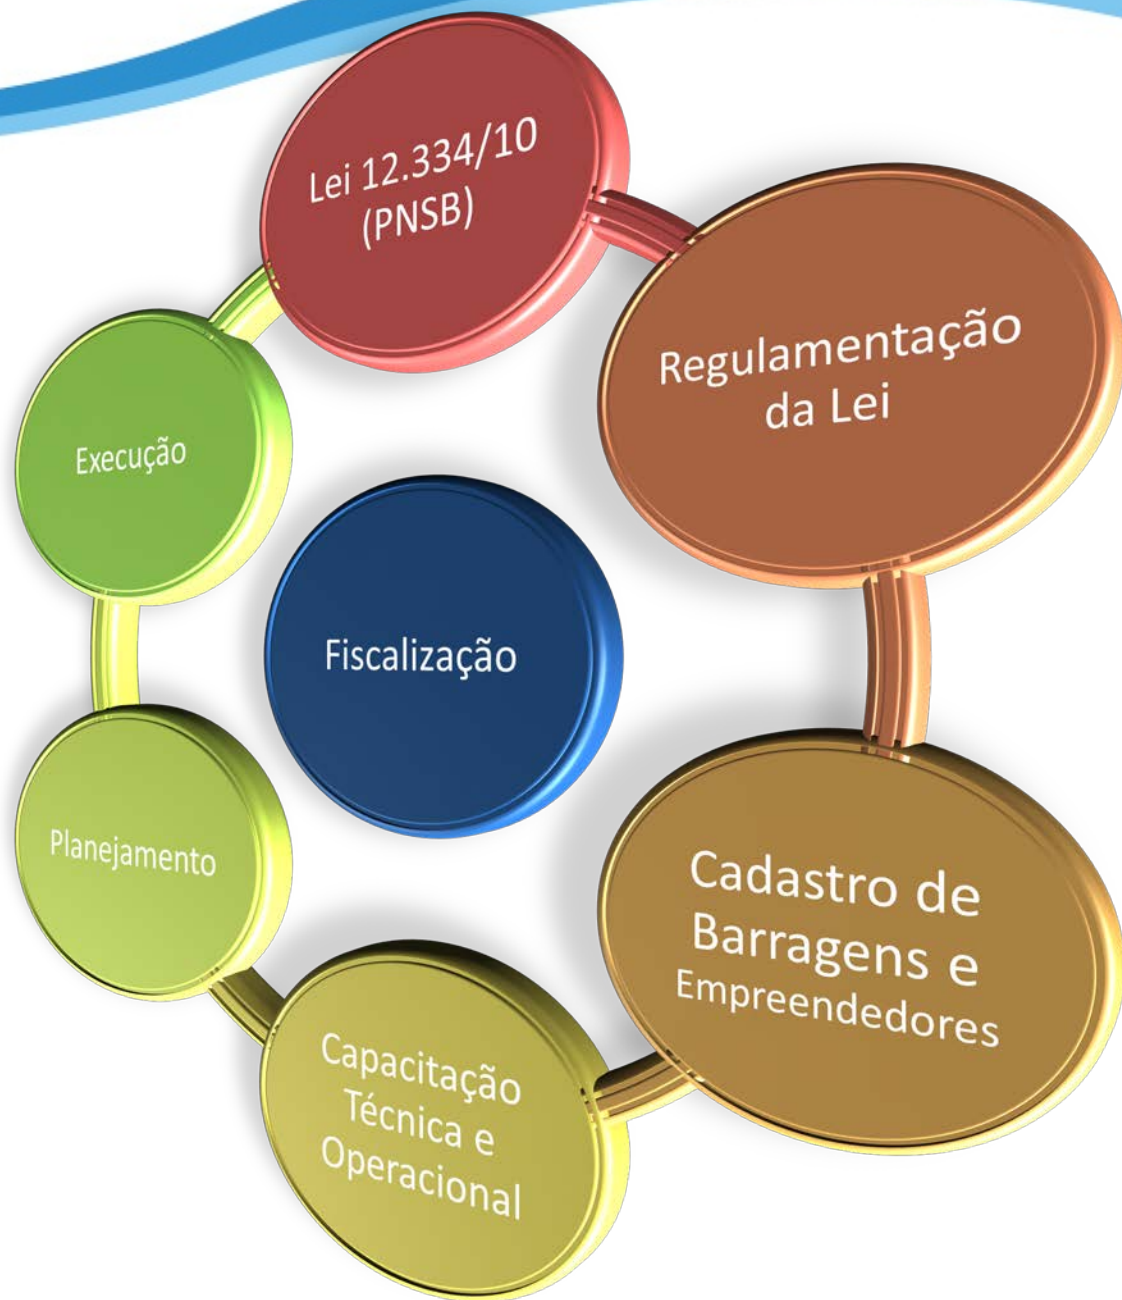 Lei 12.334/10
(PNSB)
Regulamentação
da Lei
Cadastro de
Barragens e
Empreendedores
Capacitação
Técnica e
Operacional
Planejamento
Execução
Fiscalização